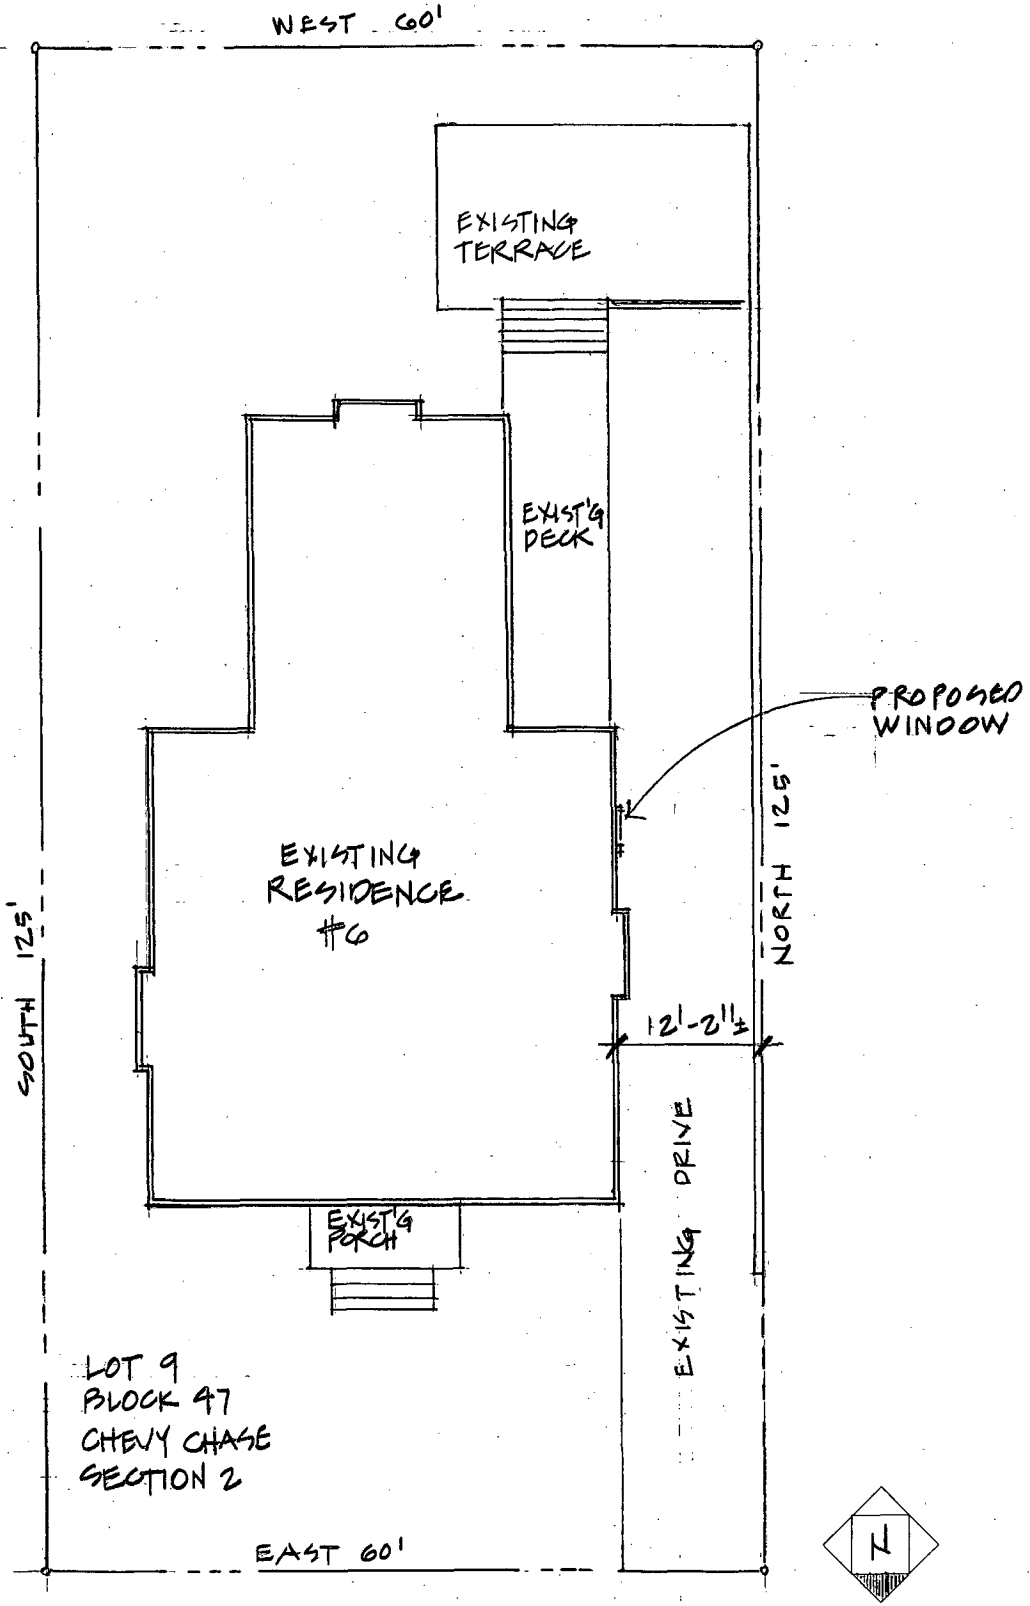 WEST 60'
EXISTING
TERRACE
EXIST'G
DECK
PROPOSED
WINDOW
NORTH 125'
EXISTING
RESIDENCE
#6
SOUTH 125'
12'-2"±
EXISTING DRIVE
EXIST'G
PORCH
LOT 9
BLOCK 47
CHEVY CHASE
SECTION 2
EAST 60'
N